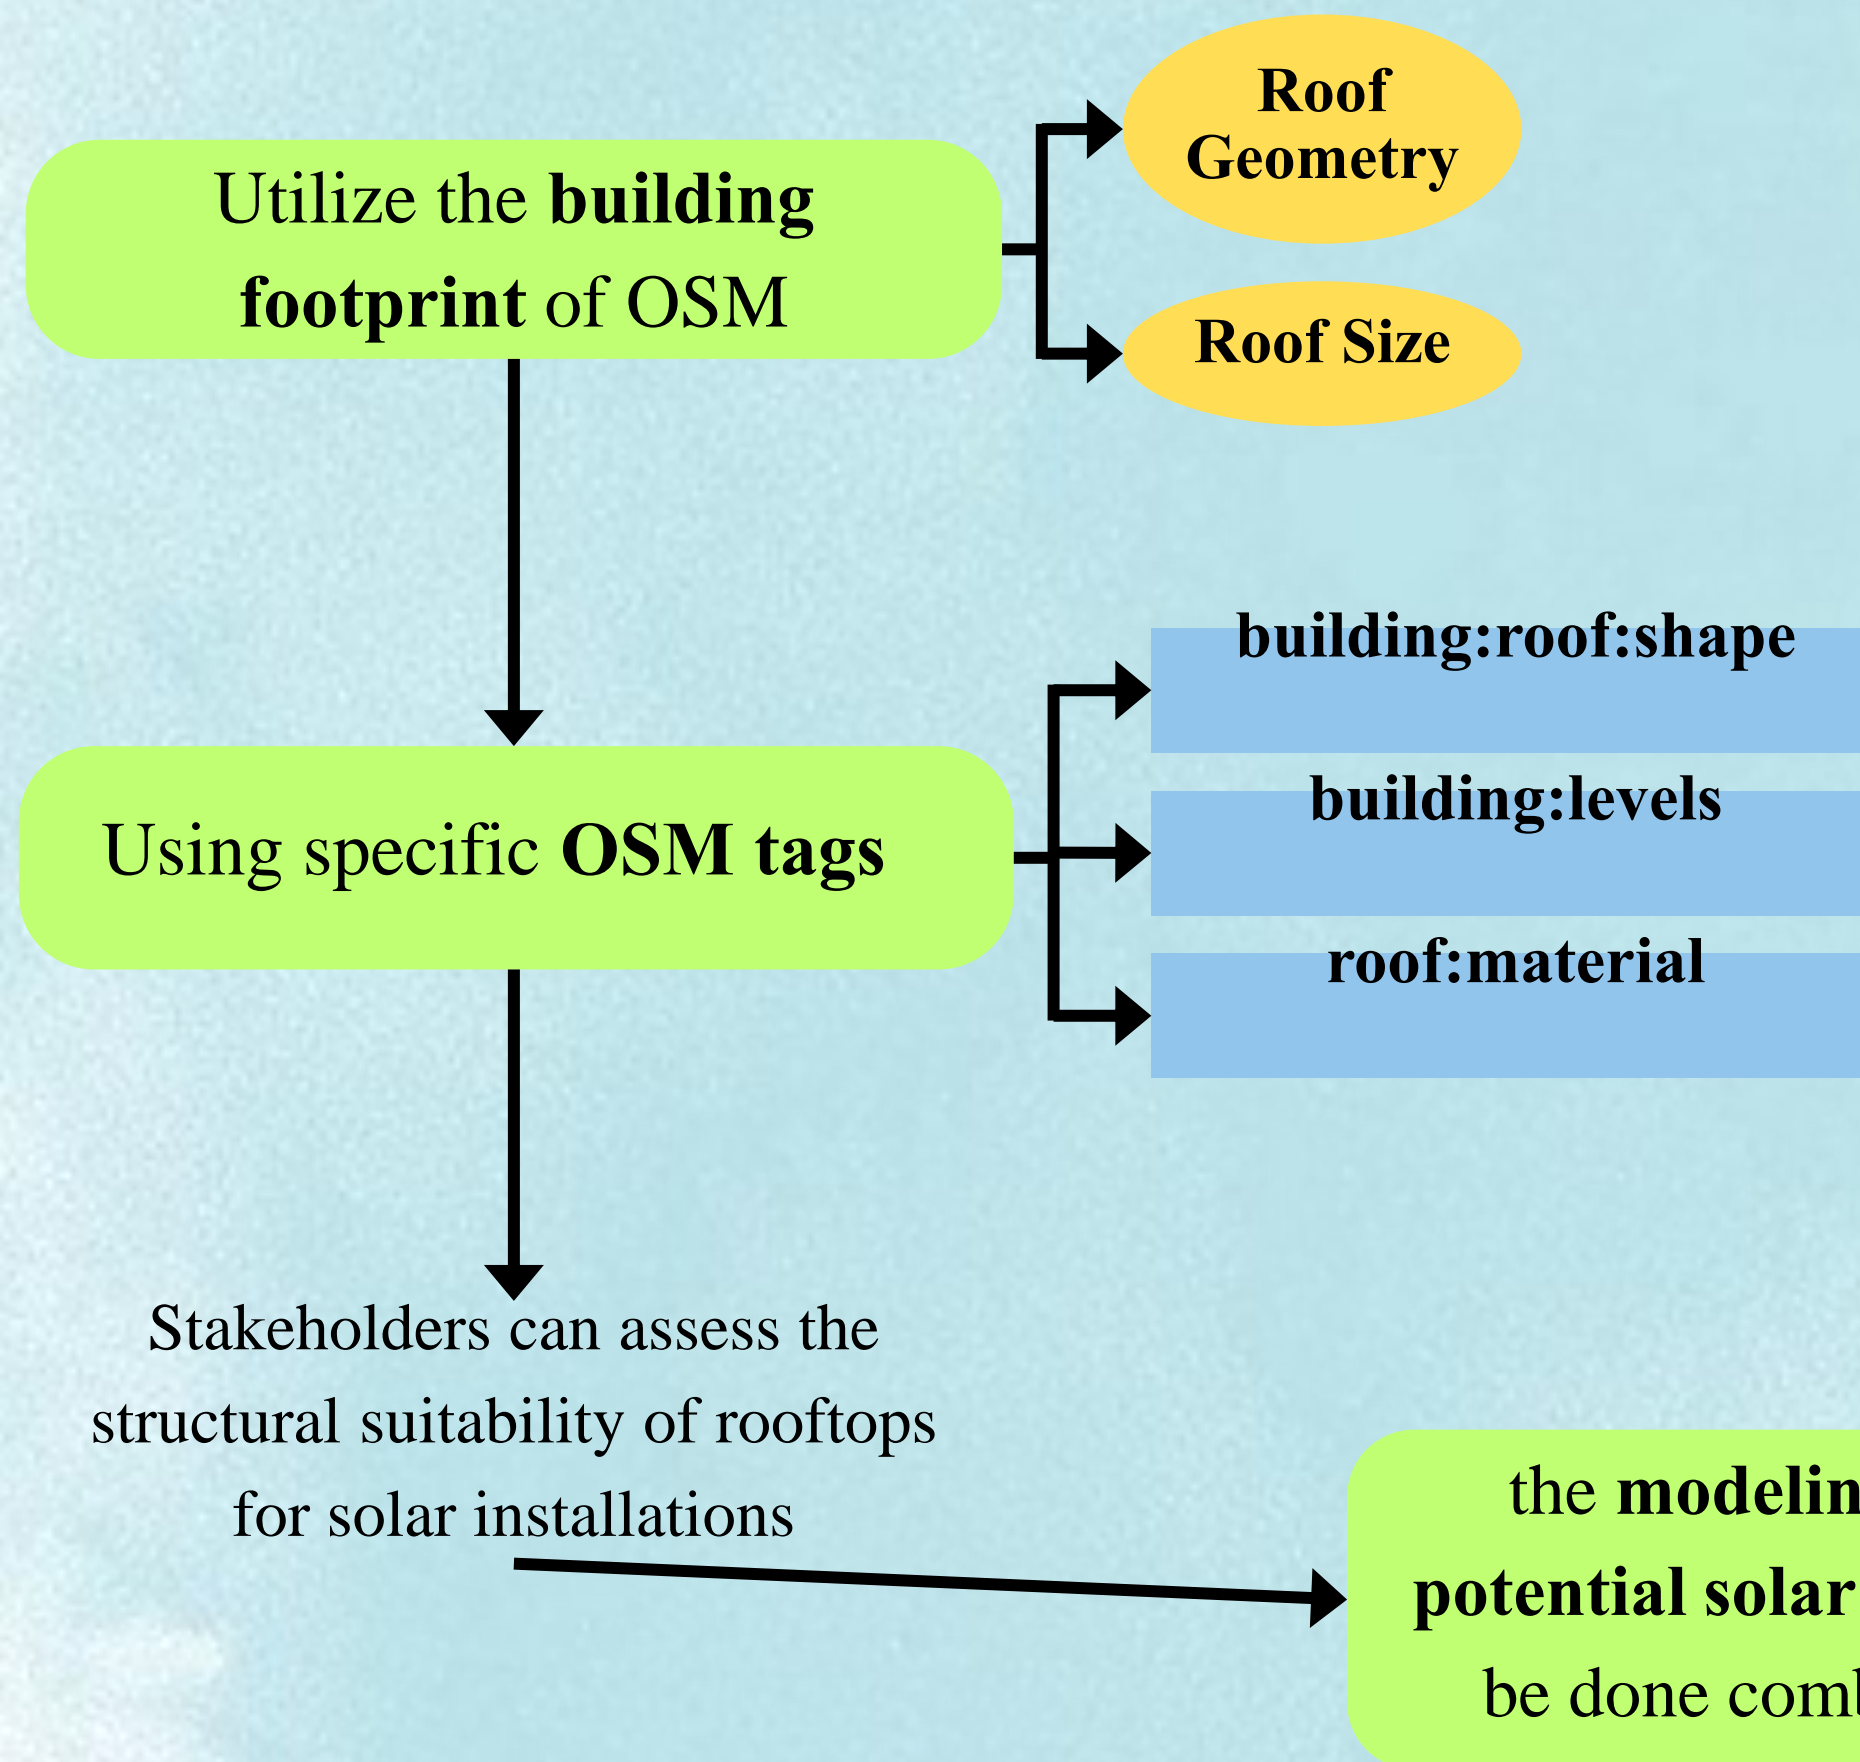 Roof
Geometry
Utilize the building
footprint of OSM
Roof Size
building:roof:shape
building:levels
Using specific OSM tags
roof:material
Stakeholders can assess the
structural suitability of rooftops
for solar installations
the
potential solar
be done